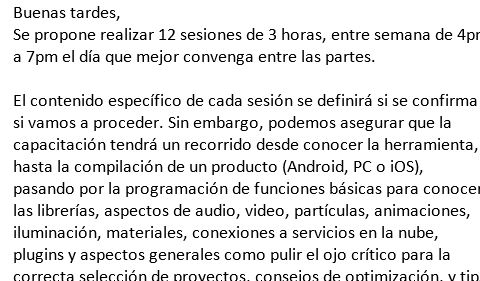 Buenas tardes,
Se propone realizar 12 sesiones de 3 horas, entre semana de 4pm
a 7pm el día que mejor convenga entre las partes.
El contenido específico de cada sesión se definirá si se confirma
si vamos a proceder. Sin embargo, podemos asegurar que la
capacitación tendrá un recorrido desde conocer la herramienta,
hasta la compilación de un producto (Android, PC o iOS),
pasando por la programación de funciones básicas para conocer
las librerías, aspectos de audio, video, partículas, animaciones,
iluminación, materiales, conexiones a servicios en la nube,
plugins y aspectos generales como pulir el ojo crítico para la
correcta selección de proyectos, consejos de optimización, y tip